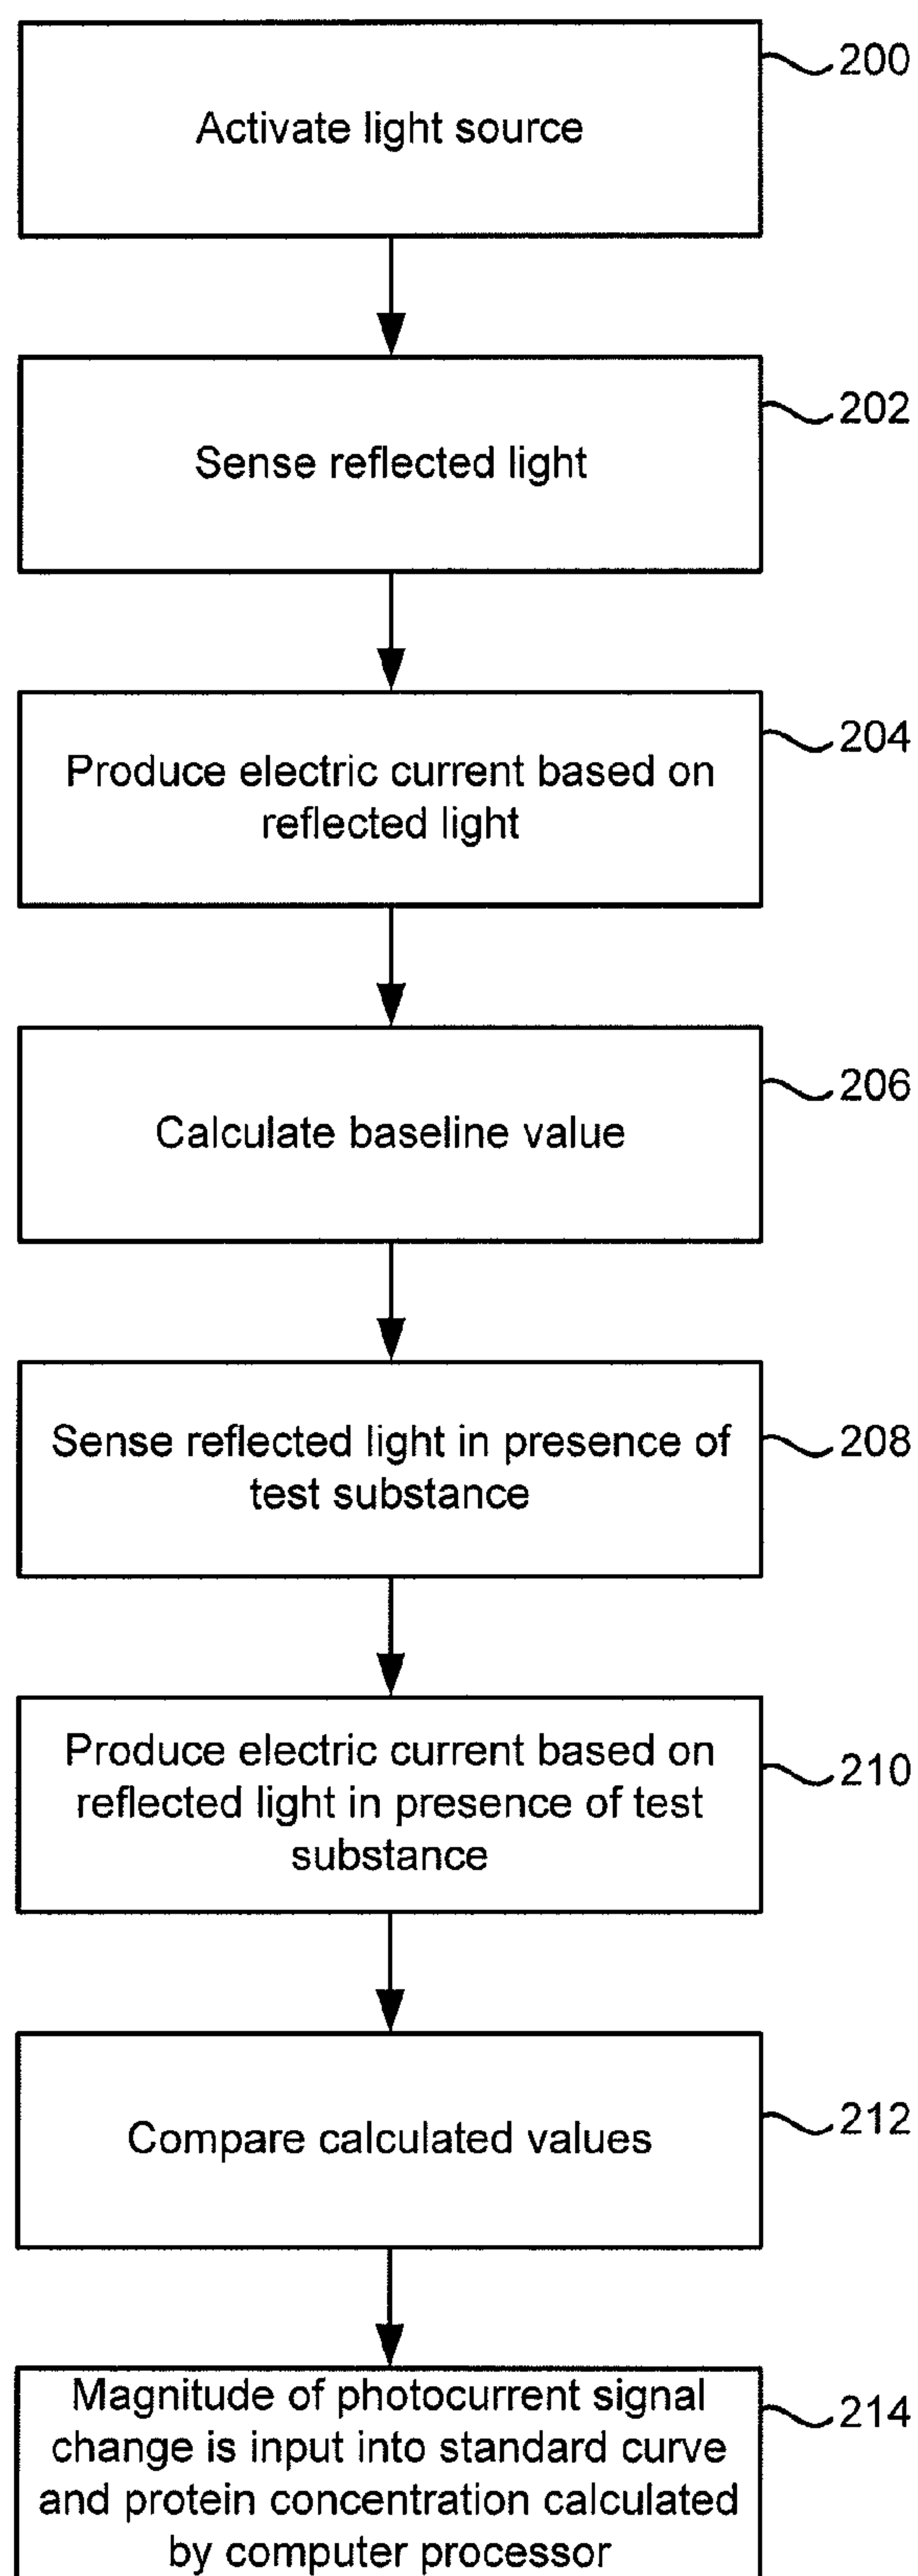 200
Activate light source
202
Sense reflected light
204
Produce electric current based on
reflected light
206
Calculate baseline value
208
Sense reflected light in presence of
test substance
210
Produce electric current based on
reflected light in presence of test
substance
212
Compare calculated values
214
Magnitude of photocurrent signal
change is input into standard curve
and protein concentration calculated
by computer processor